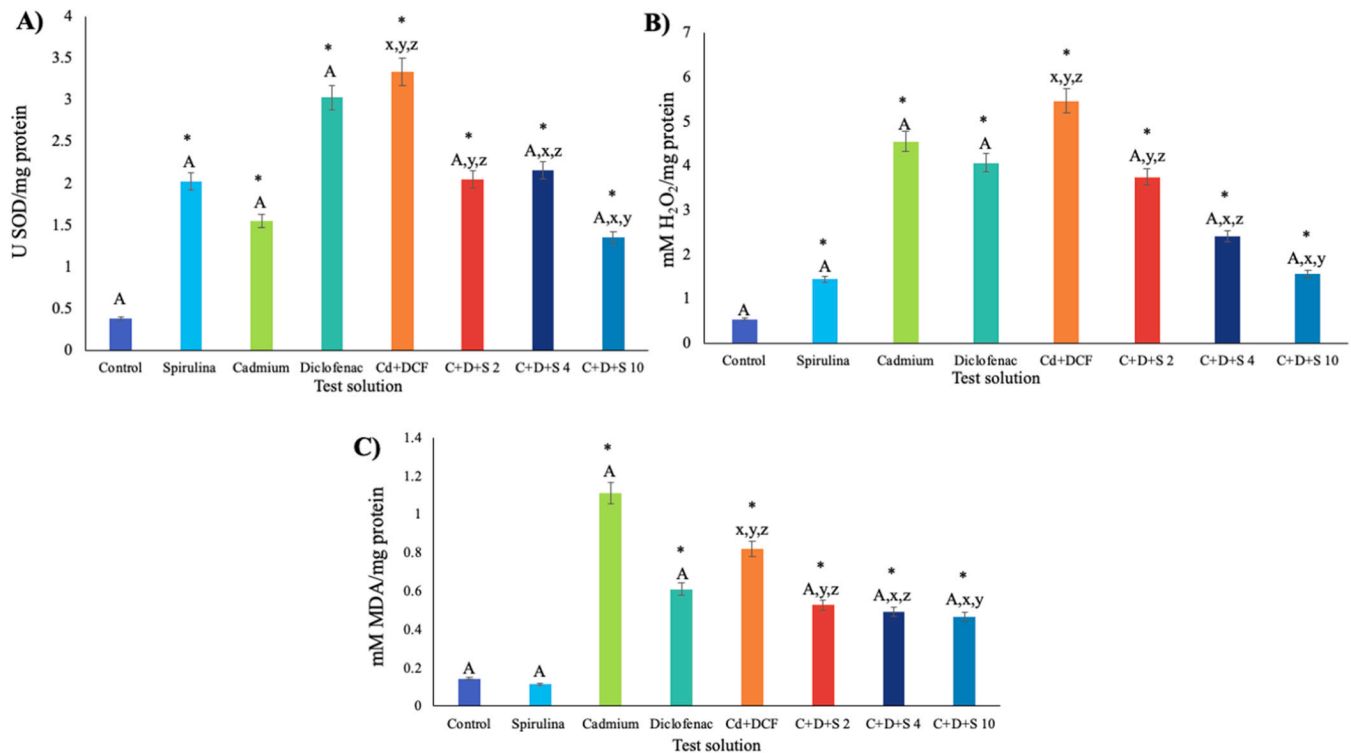 A)
U SOD/mg protein
4
3.5
3
2.5
2
1.5
1
0.5
0
A
*
A
*
A
*
A
*
x,y,z
*
A,y,z
*
A,x,z
*
A,x,y
Control Spirulina Cadmium Diclofenac Cd+DCF C+D+S 2 C+D+S 4 C+D+S 10
Test solution
B)
mM H₂O₂/mg protein
7
6
5
4
3
2
1
0
A
*
A
*
A
*
A
*
x,y,z
*
A,y,z
*
A,x,z
*
A,x,y
Control Spirulina Cadmium Diclofenac Cd+DCF C+D+S 2 C+D+S 4 C+D+S 10
Test solution
C)
mM MDA/mg protein
1.4
1.2
1
0.8
0.6
0.4
0.2
0
A
A
*
A
*
A
*
x,y,z
*
A,y,z
*
A,x,z
*
A,x,y
Control Spirulina Cadmium Diclofenac Cd+DCF C+D+S 2 C+D+S 4 C+D+S 10
Test solution